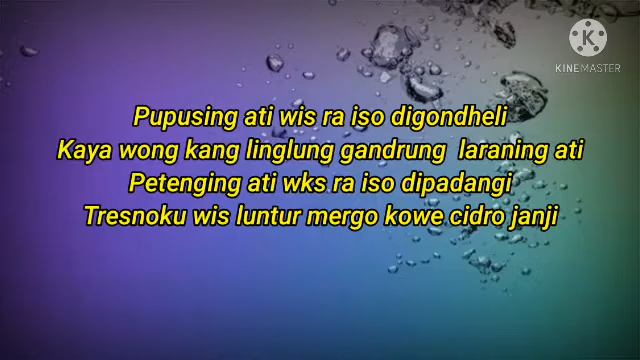 KINEMASTER
Pupusing ati wis ra iso digondheli
Kaya wong kang linglung gandrung laraning ati
Petenging ati wks ra iso dipadangi
Tresnoku wis luntur mergo kowe cidro janji